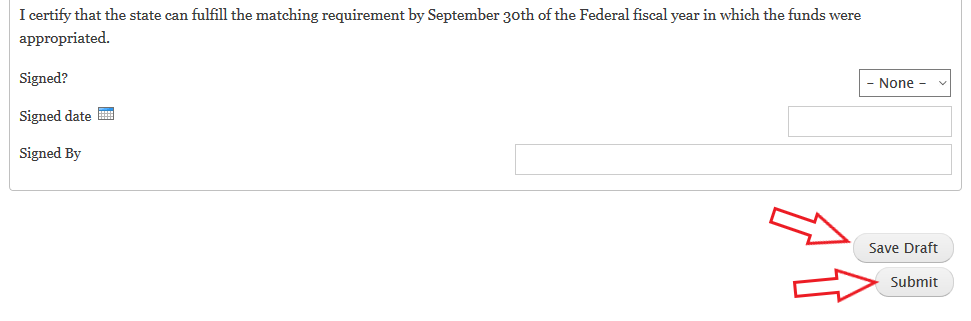 I certify that the state can fulfill the matching requirement by September 30th of the Federal fiscal year in which the funds were
appropriated.
Signed?
- None -
Signed date
Signed By
Save Draft
Submit